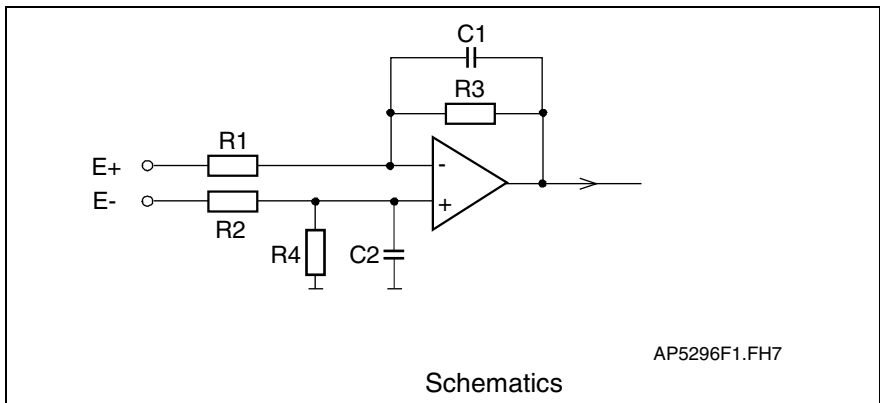 C1
R3
R1
E+
-
E-
+
R2
R4
C2
AP5296F1.FH7
Schematics